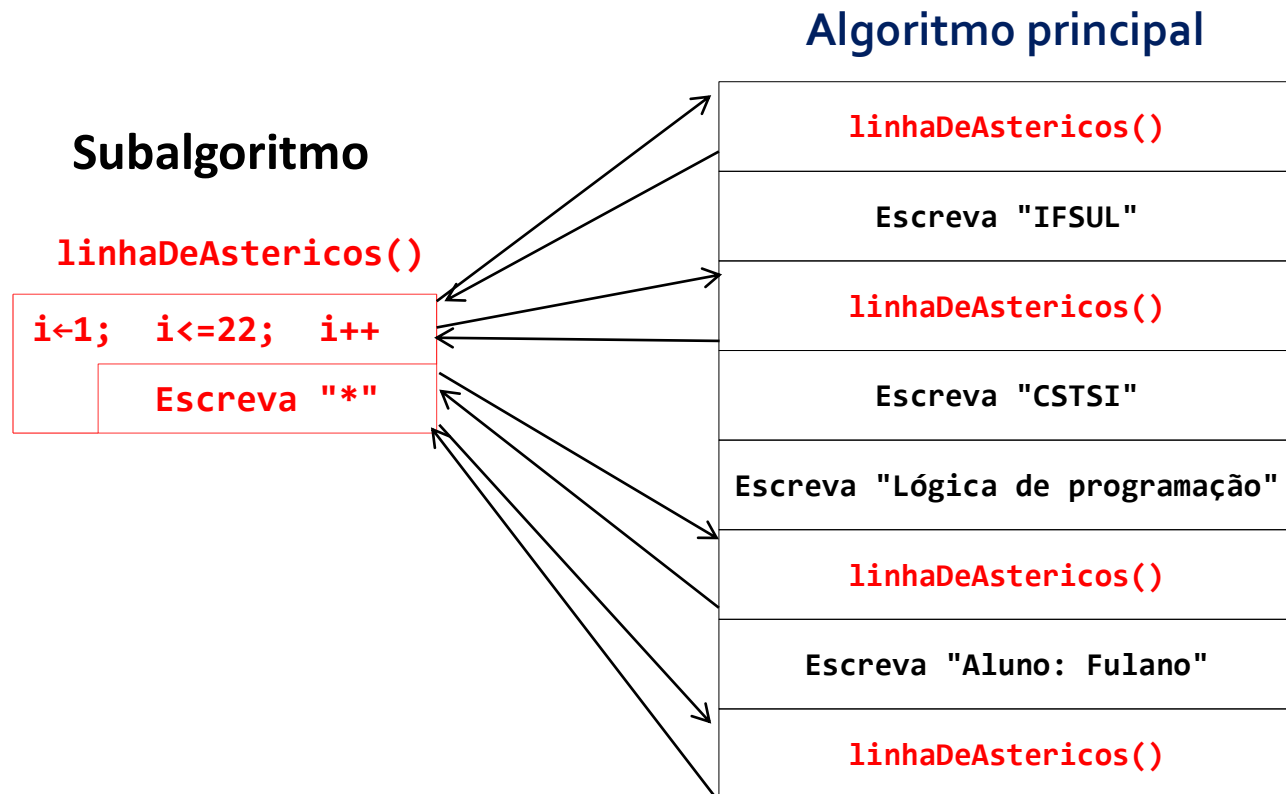 Algoritmo principal
Subalgoritmo
linhaDeAstericos()
i←1;  i<=22;  i++
Escreva "*"
linhaDeAstericos()
Escreva "IFSUL"
linhaDeAstericos()
Escreva "CSTSI"
Escreva "Lógica de programação"
linhaDeAstericos()
Escreva "Aluno: Fulano"
linhaDeAstericos()